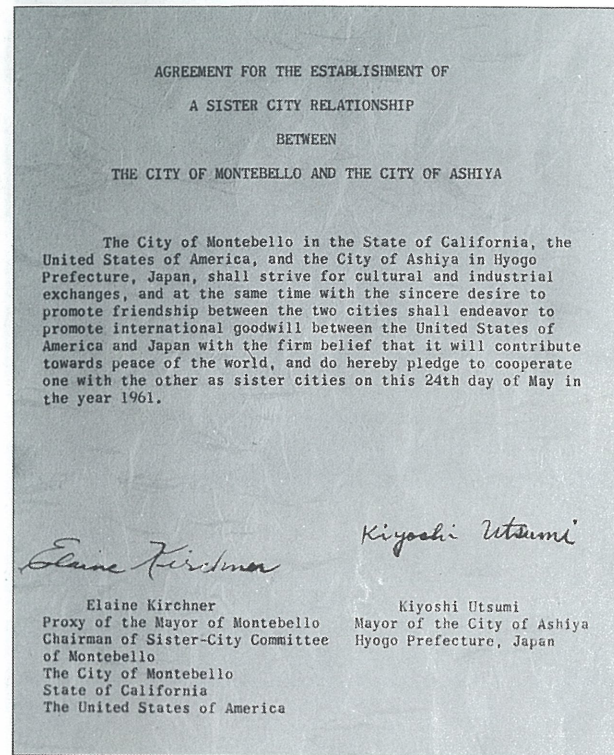 AGREEMENT FOR THE ESTABLISHMENT OF
A SISTER CITY RELATIONSHIP
BETWEEN
THE CITY OF MONTEBELLO AND THE CITY OF ASHIYA
The City of Montebello in the State of California, the
United States of America, and the City of Ashiya in Hyogo
Prefecture, Japan, shall strive for cultural and industrial
exchanges, and at the same time with the sincere desire to
promote friendship between the two cities shall endeavor to
promote international goodwill between the United States of
America and Japan with the firm belief that it will contribute
towards peace of the world, and do hereby pledge to cooperate
one with the other as sister cities on this 24th day of May in
the year 1961.
Elaine Kirchner
Elaine Kirchner
Proxy of the Mayor of Montebello
Chairman of Sister-City Committee
of Montebello
The City of Montebello
State of California
The United States of America
Kiyoshi Utsumi
Kiyoshi Utsumi
Mayor of the City of Ashiya
Hyogo Prefecture, Japan